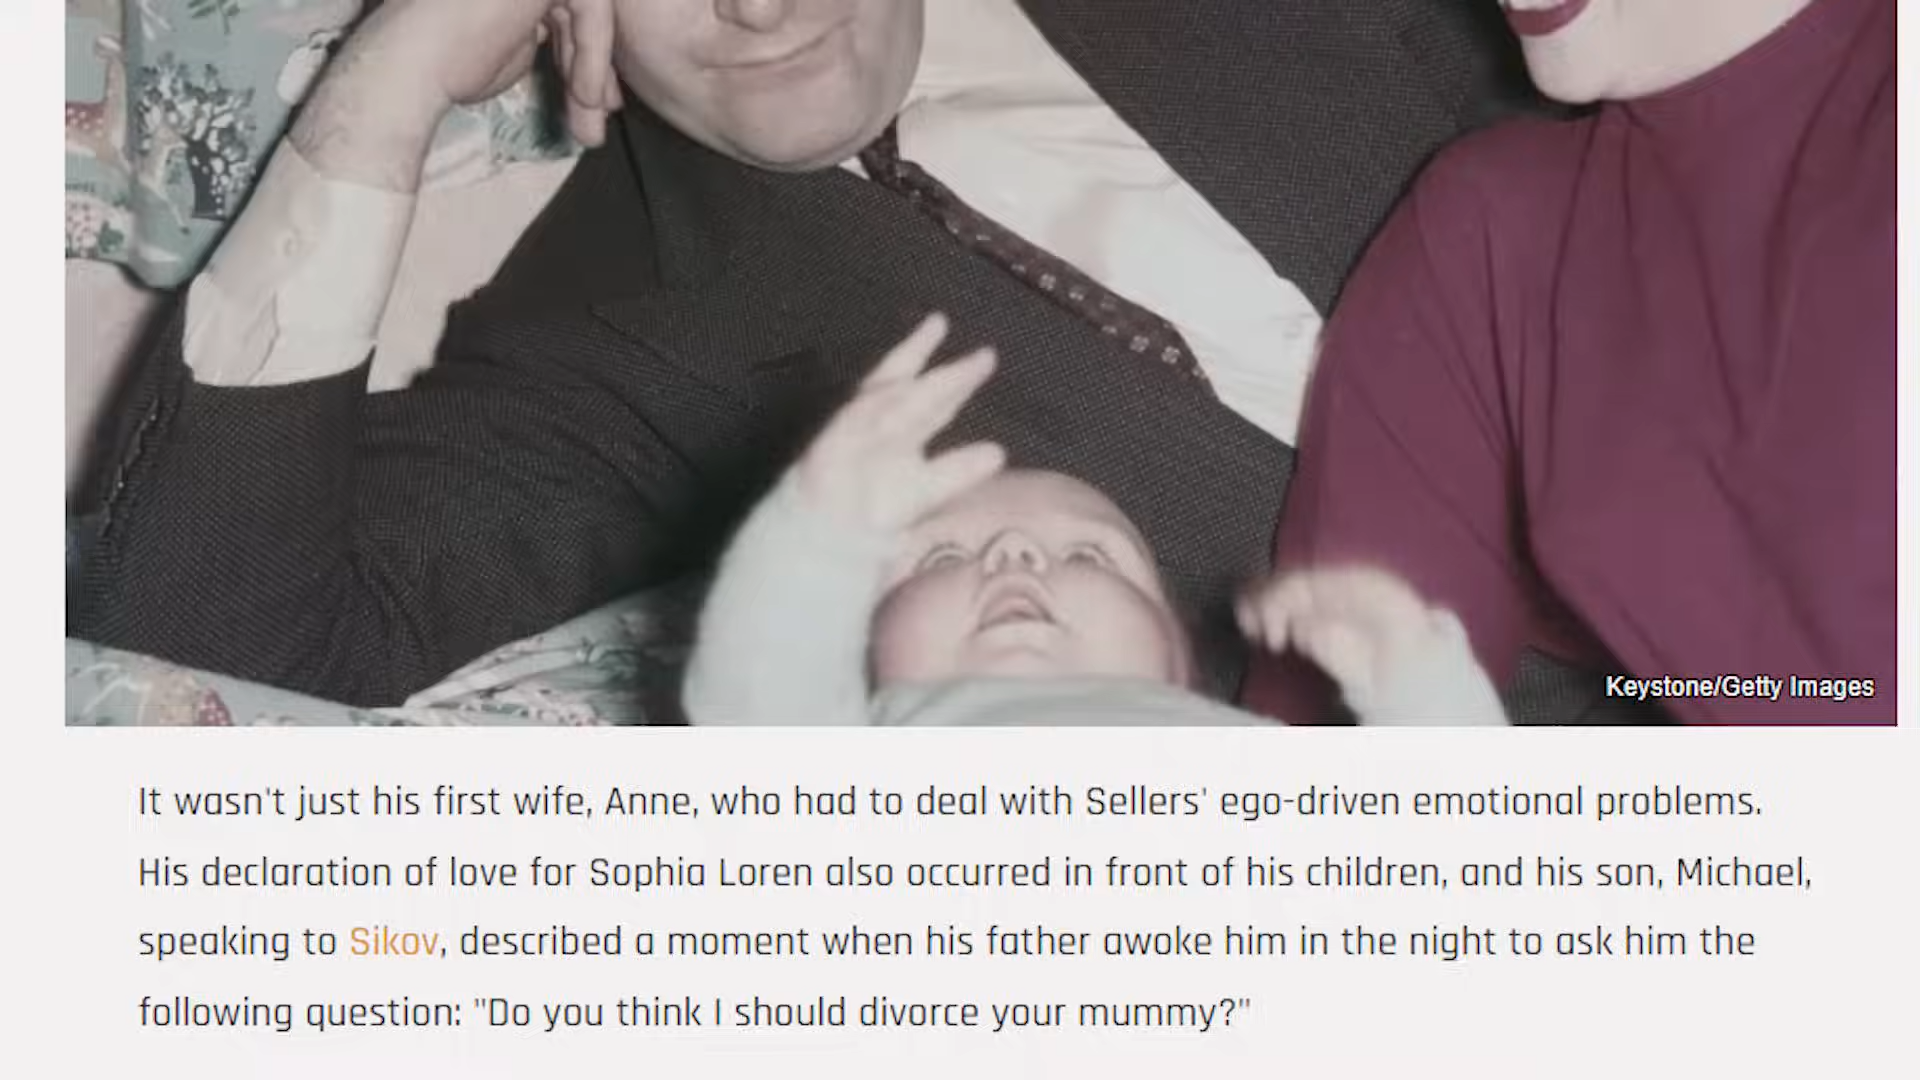 Keystone/Getty Images
It wasn't just his first wife, Anne, who had to deal with Sellers' ego-driven emotional problems.
His declaration of love for Sophia Loren also occurred in front of his children, and his son, Michael,
speaking to Sikov, described a moment when his father awoke him in the night to ask him the
following question: "Do you think I should divorce your mummy?"